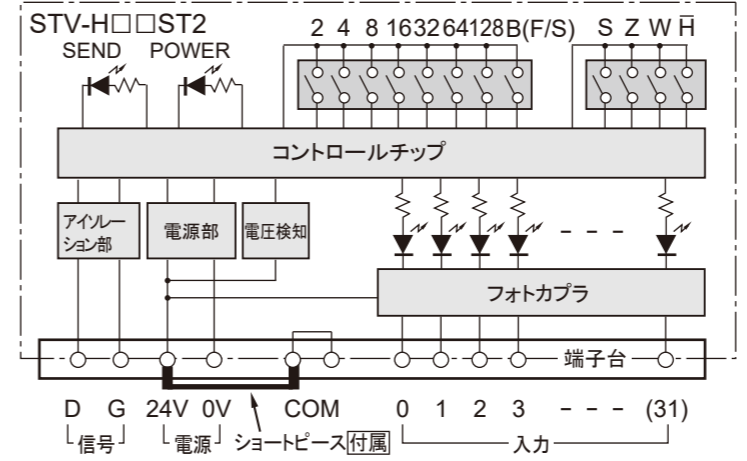 STV-H□□ST2
SEND POWER
2 4 8 16 32 64 128 B(F/S) S Z W H̅
コントロールチップ
アイソレー
ション部
電源部
電圧検知
フォトカプラ
端子台
D G 24V 0V COM 0 1 2 3 - - - (31)
信号 電源 ショートピース付属 入力